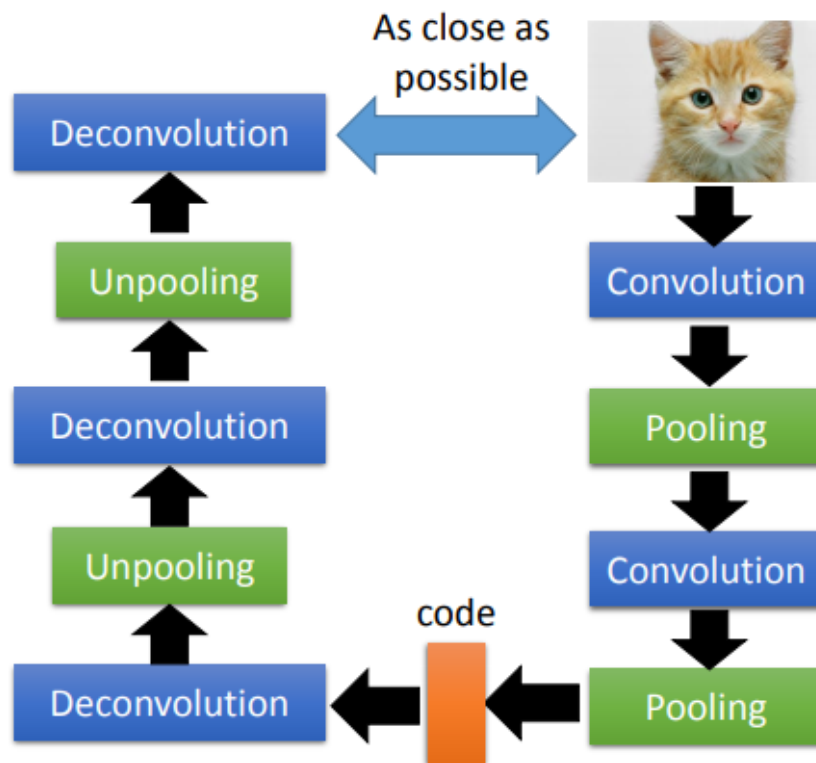 As close as
possible
Deconvolution
Unpooling
Convolution
Deconvolution
Pooling
Unpooling
Convolution
code
Deconvolution
Pooling